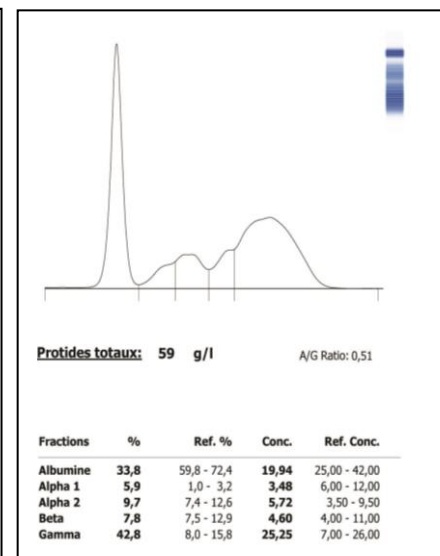 Protides totaux: 59 g/l A/G Ratio: 0,51
Fractions % Ref. % Conc. Ref. Conc.
Albumine 33,8 59,8 - 72,4 19,94 25,00 - 42,00
Alpha 1 5,9 1,0 - 3,2 3,48 6,00 - 12,00
Alpha 2 9,7 7,4 - 12,6 5,72 3,50 - 9,50
Beta 7,8 7,5 - 12,9 4,60 4,00 - 11,00
Gamma 42,8 8,0 - 15,8 25,25 7,00 - 26,00